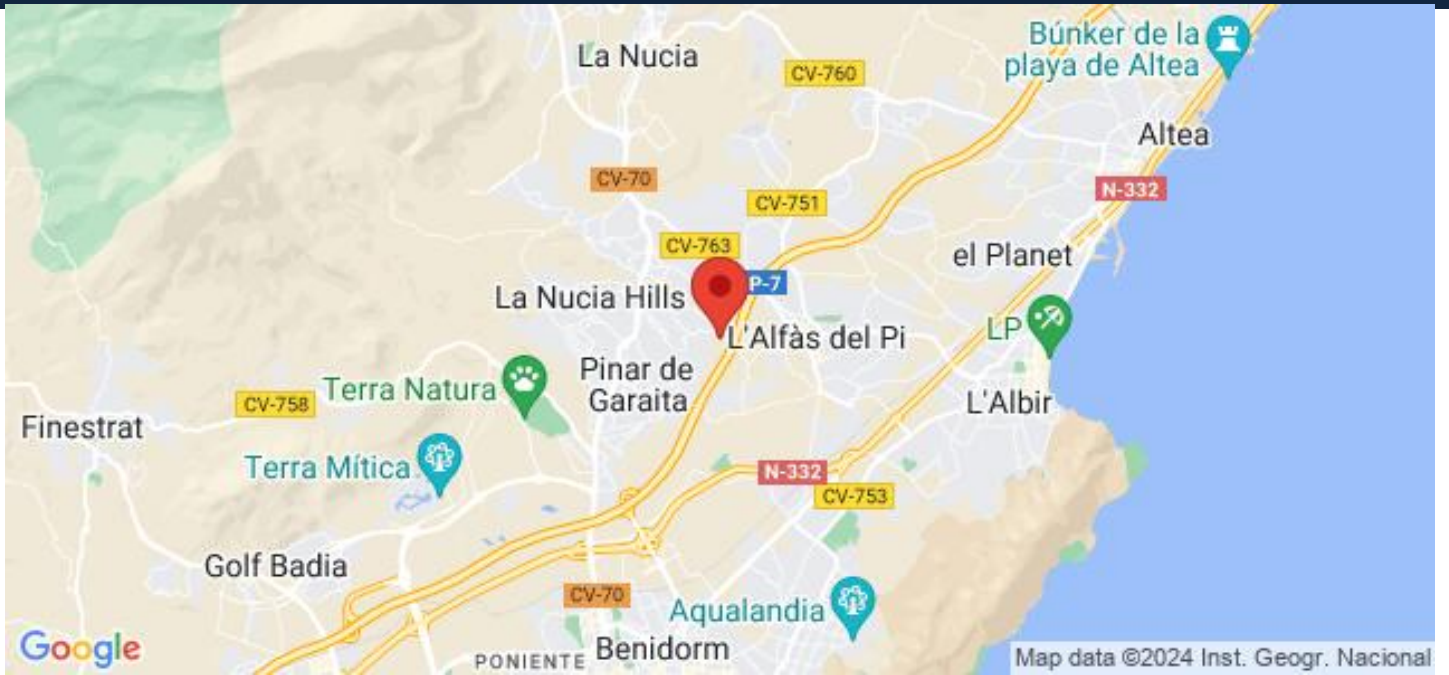 La Nucia
Búnker de la
playa de Altea
CV-760
Altea
CV-70
N-332
CV-751
CV-763
el Planet
P-7
La Nucia Hills
LP
L'Alfàs del Pi
Pinar de
Garaita
Terra Natura
CV-758
L'Albir
Finestrat
Terra Mítica
N-332
CV-753
Golf Badia
CV-70
Aqualandia
Benidorm
PONIENTE
Google
Map data ©2024 Inst. Geogr. Nacional